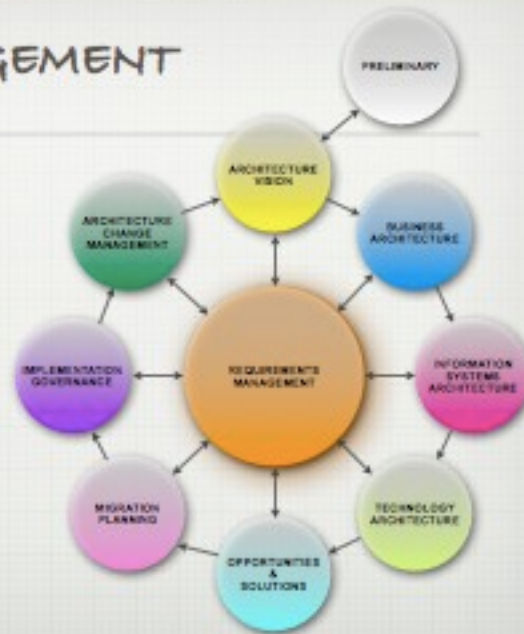 GEMENT
PRELIMINARY
ARCHITECTURE
VISION
ARCHITECTURE
CHANGE
MANAGEMENT
BUSINESS
ARCHITECTURE
IMPLEMENTATION
GOVERNANCE
REQUIREMENTS
MANAGEMENT
INFORMATION
SYSTEMS
ARCHITECTURE
MIGRATION
PLANNING
TECHNOLOGY
ARCHITECTURE
OPPORTUNITIES
&
SOLUTIONS